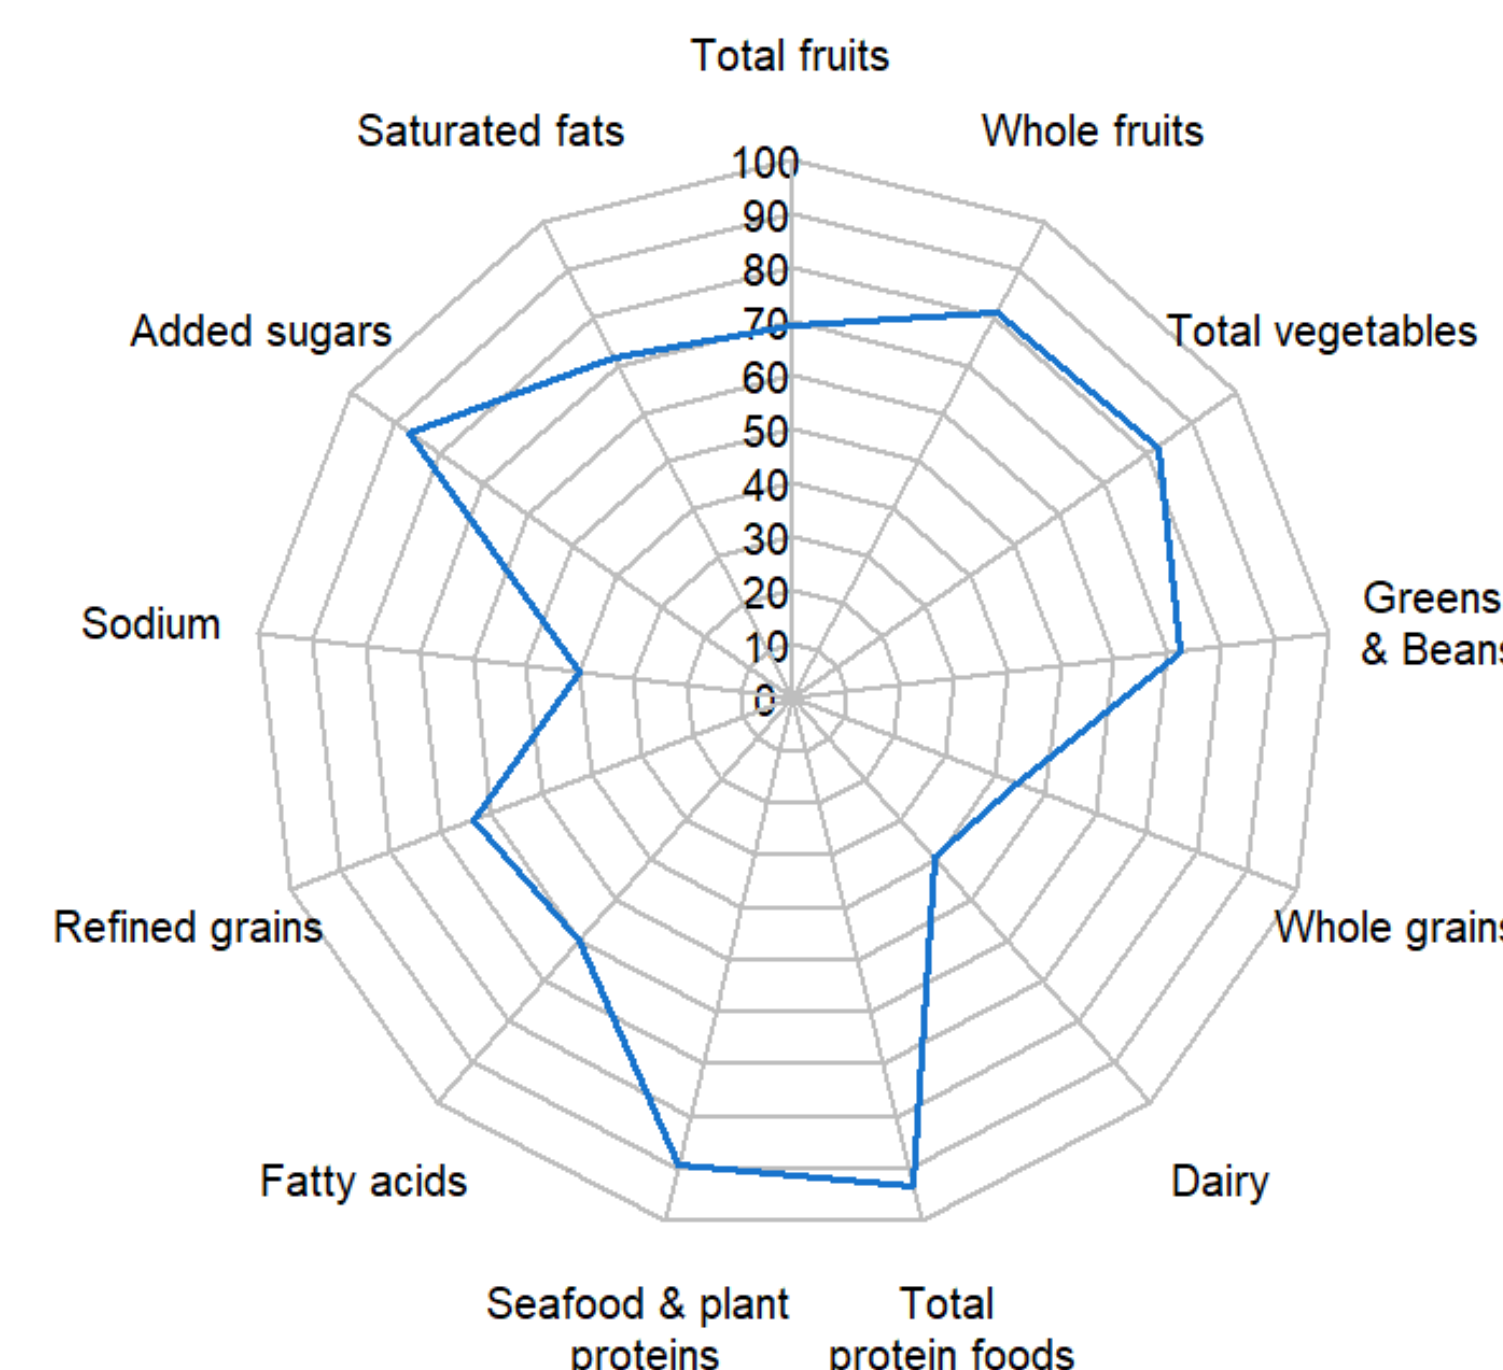 Total fruits
Saturated fats
Whole fruits
100
90
80
70
60
50
40
30
20
10
0
Added sugars
Total vegetables
Sodium
Greens
& Beans
Refined grains
Whole grains
Fatty acids
Dairy
Seafood & plant
proteins
Total
protein foods